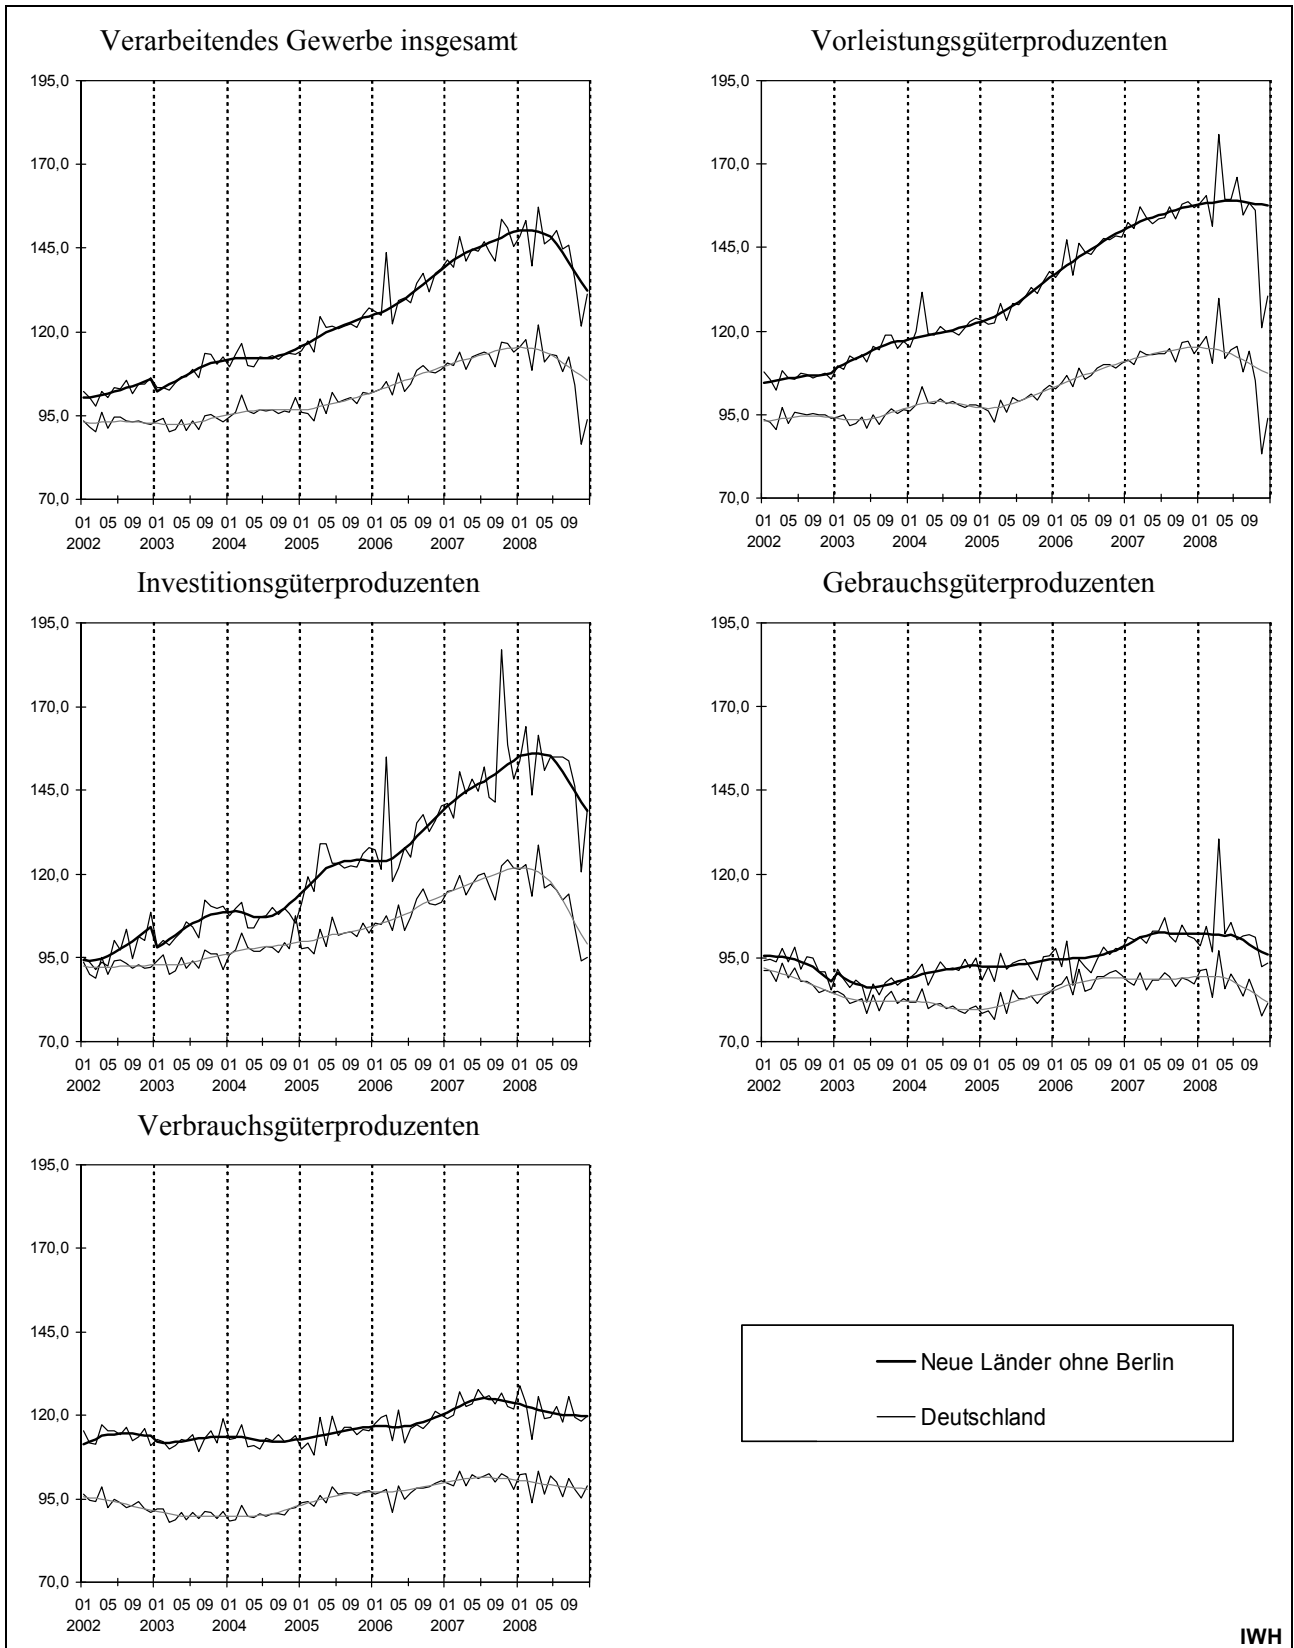 Verarbeitendes Gewerbe insgesamt
195,0
170,0
145,0
120,0
95,0
70,0
01 05 09 01 05 09 01 05 09 01 05 09 01 05 09 01 05 09 01 05 09
2002 2003 2004 2005 2006 2007 2008
Vorleistungsgüterproduzenten
195,0
170,0
145,0
120,0
95,0
70,0
01 05 09 01 05 09 01 05 09 01 05 09 01 05 09 01 05 09 01 05 09
2002 2003 2004 2005 2006 2007 2008
Investitionsgüterproduzenten
195,0
170,0
145,0
120,0
95,0
70,0
01 05 09 01 05 09 01 05 09 01 05 09 01 05 09 01 05 09 01 05 09
2002 2003 2004 2005 2006 2007 2008
Gebrauchsgüterproduzenten
195,0
170,0
145,0
120,0
95,0
70,0
01 05 09 01 05 09 01 05 09 01 05 09 01 05 09 01 05 09 01 05 09
2002 2003 2004 2005 2006 2007 2008
Verbrauchsgüterproduzenten
195,0
170,0
145,0
120,0
95,0
70,0
01 05 09 01 05 09 01 05 09 01 05 09 01 05 09 01 05 09 01 05 09
2002 2003 2004 2005 2006 2007 2008
Neue Länder ohne Berlin
Deutschland
IWH